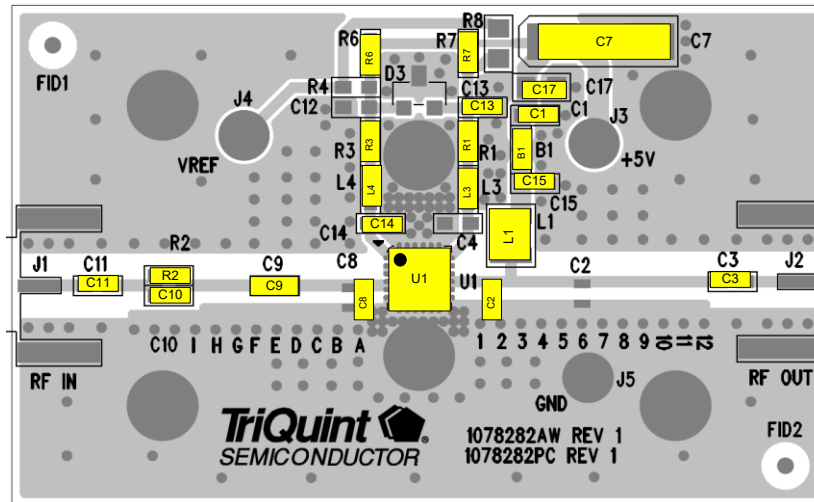 R8
R6
R7
C7
C7
R6
R7
FID1
D3
R4
C13
C17
C17
J4
C12
C13
C1
C1
J3
R3
R3
R1
R1
B1
B1
VREF
+5V
L4
L4
L3
L3
C15
C15
C14
C14
C4
L1
L1
R2
J1
C11
C9
C8
U1
U1
C2
C3
J2
R2
C11
C10
C9
C8
C2
C3
C10 I H G F E D C B A
1 2 3 4 5 6 7 8 9 10 11 12
RF IN
J5
RF OUT
GND
TriQuint
SEMICONDUCTOR
1078282AW REV 1
1078282PC REV 1
FID2